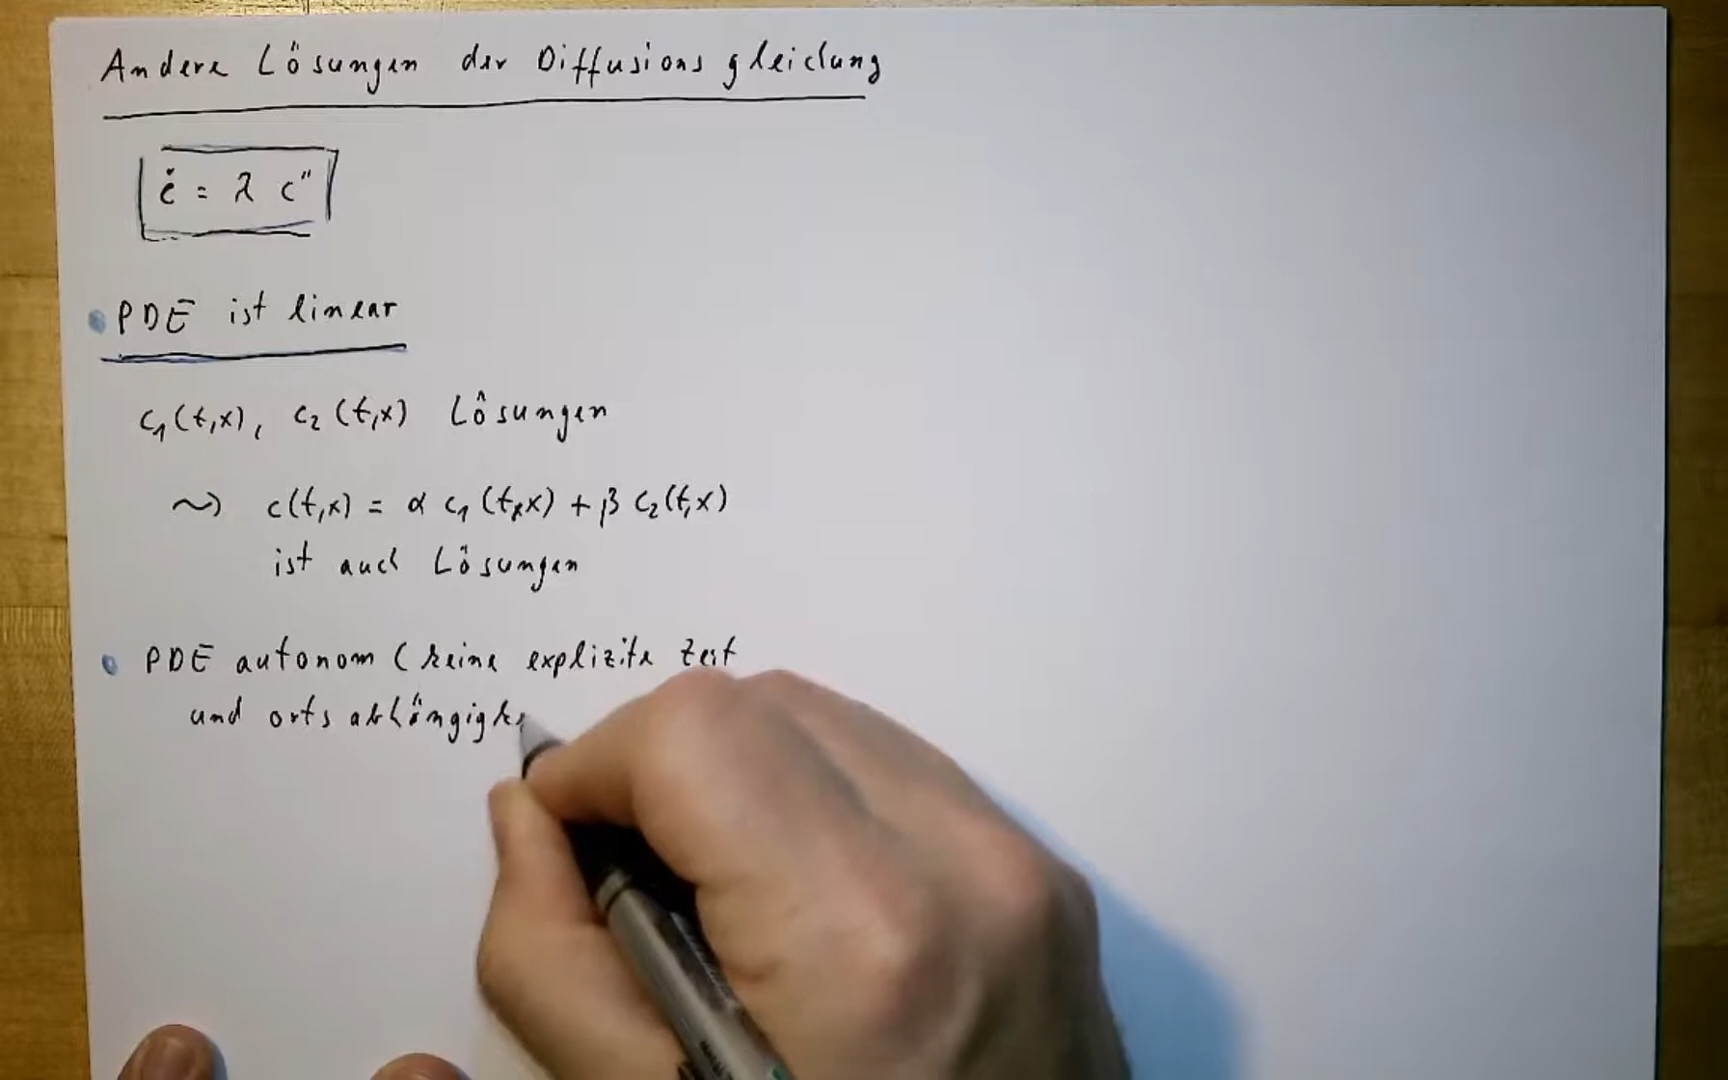 Andere Lösungen der Diffusionsgleichung
ċ = λ c"
• PDE ist linear
c₁(t,x), c₂(t,x) Lösungen
~> c(t,x) = α c₁(t,x) + β c₂(t,x)
ist auch Lösungen
• PDE autonom (keine explizite Zeit
und orts abhängigke